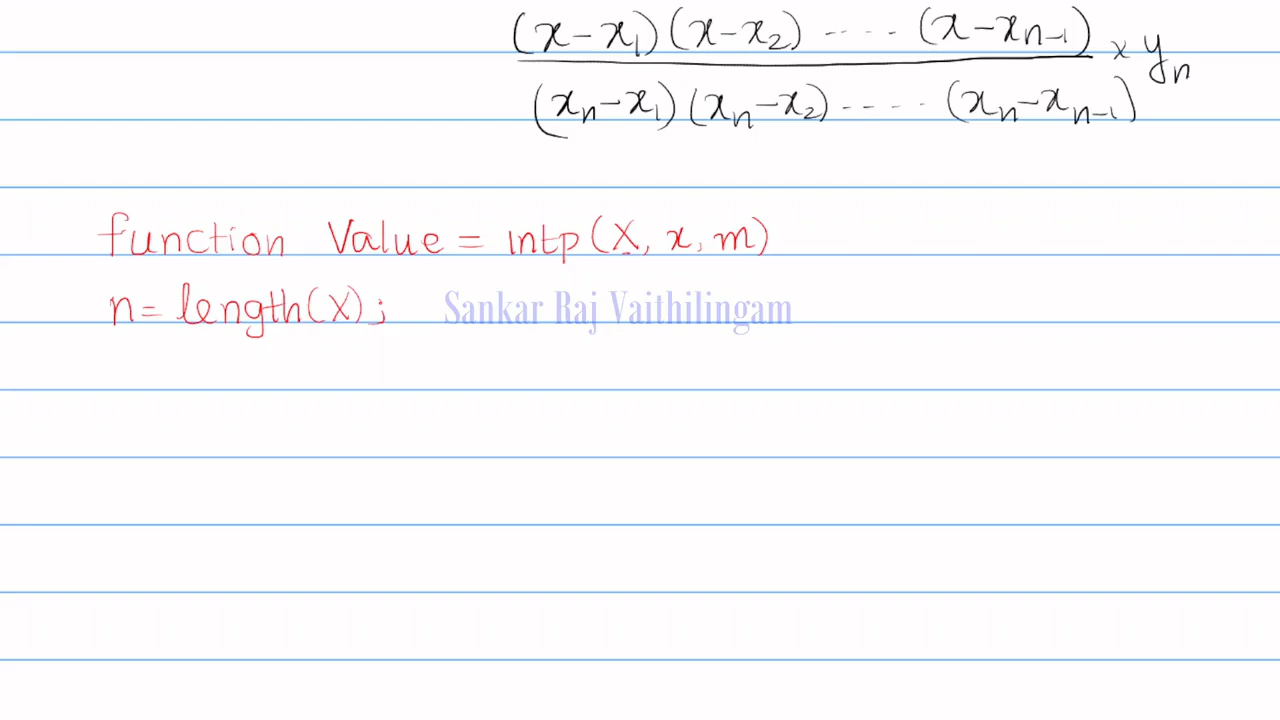 (x-x₁)(x-x₂) ---- (x-xₙ₋₁)
× yₙ
(xₙ-x₁)(xₙ-x₂) ---- (xₙ-xₙ₋₁)
function Value = intp(X, x, m)
n = length(X);
Sankar Raj Vaithilingam